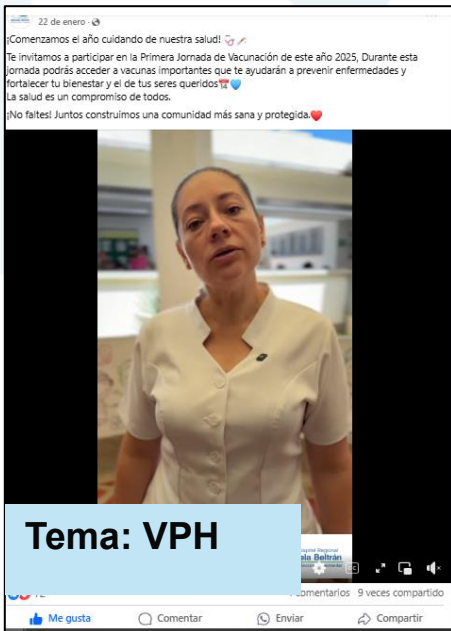 22 de enero ·
¡Comenzamos el año cuidando de nuestra salud!
Te invitamos a participar en la Primera Jornada de Vacunación de este año 2025, Durante esta
jornada podrás acceder a vacunas importantes que te ayudarán a prevenir enfermedades y
fortalecer tu bienestar y el de tus seres queridos
La salud es un compromiso de todos.
¡No faltes! Juntos construimos una comunidad más sana y protegida.
Tema: VPH
Regional
ela Beltrán
comentarios 9 veces compartido
Me gusta Comentar Enviar Compartir